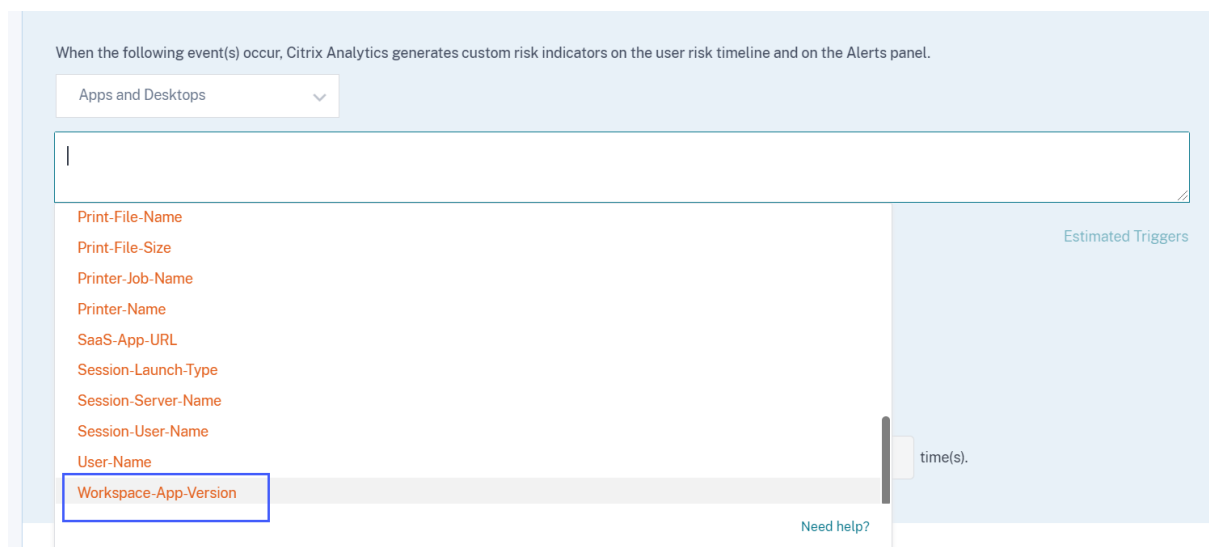 When the following event(s) occur, Citrix Analytics generates custom risk indicators on the user risk timeline and on the Alerts panel.
Apps and Desktops
Print-File-Name
Estimated Triggers
Print-File-Size
Printer-Job-Name
Printer-Name
SaaS-App-URL
Session-Launch-Type
Session-Server-Name
Session-User-Name
User-Name
time(s).
Workspace-App-Version
Need help?